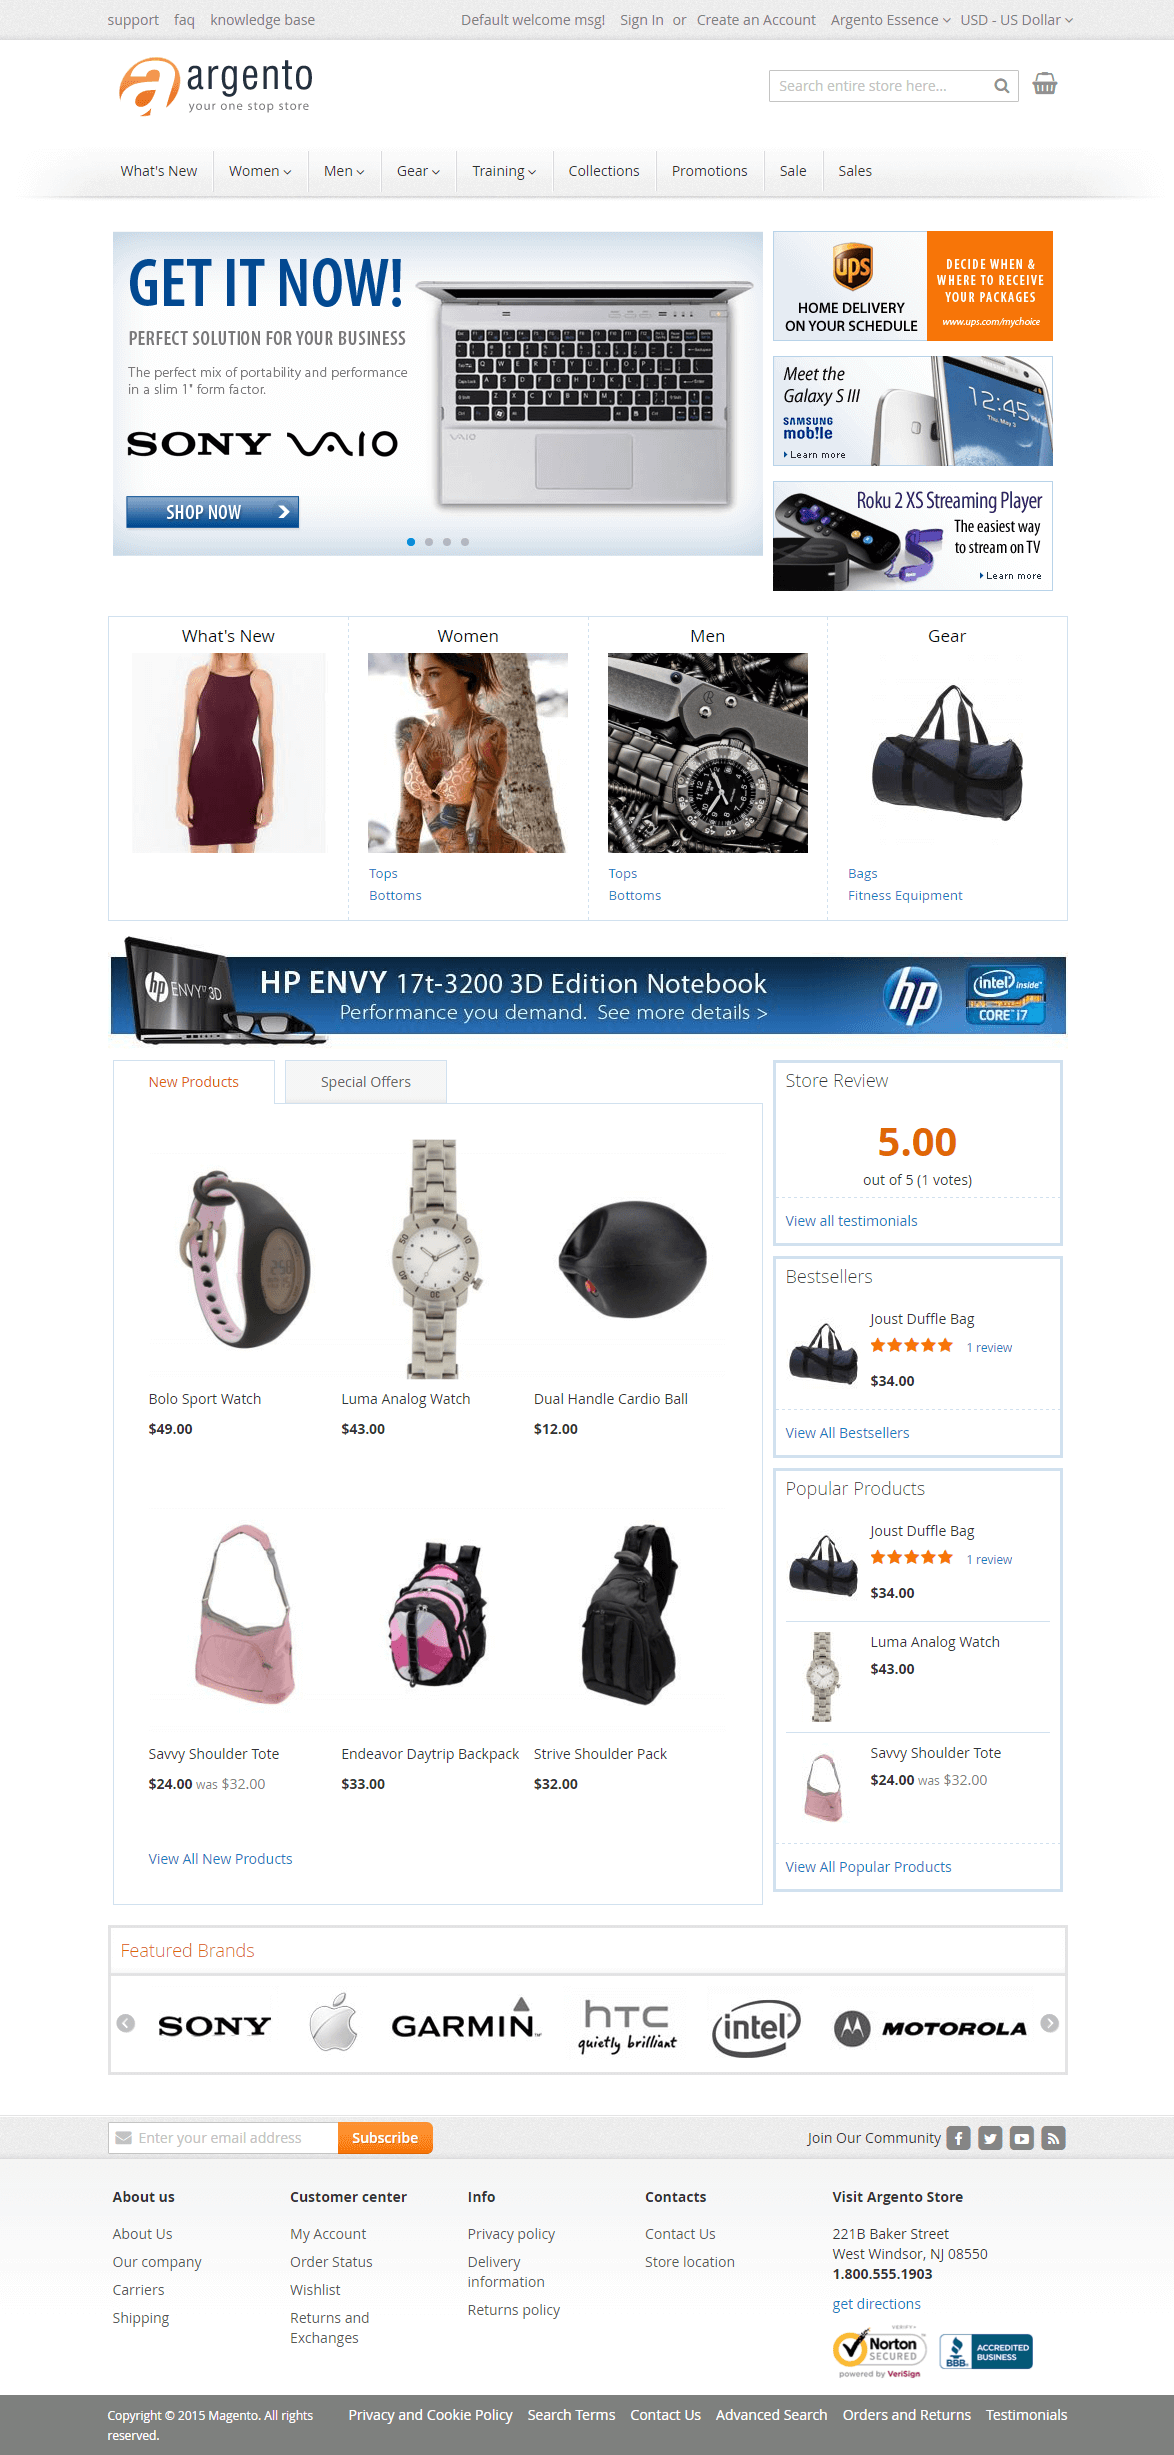 support faq knowledge base
Default welcome msg! Sign In or Create an Account Argento Essence USD - US Dollar
argento
your one stop store
Search entire store here...
What's New Women Men Gear Training Collections Promotions Sale Sales
GET IT NOW!
PERFECT SOLUTION FOR YOUR BUSINESS
The perfect mix of portability and performance
in a slim 1" form factor.
SONY VAIO
SHOP NOW
VAIO
ups
HOME DELIVERY
ON YOUR SCHEDULE
DECIDE WHEN &
WHERE TO RECEIVE
YOUR PACKAGES
www.ups.com/mychoice
Meet the
Galaxy S III
SAMSUNG
mobile
Learn more
12:45
Thu, May 3
Roku 2 XS Streaming Player
The easiest way
to stream on TV
Learn more
What's New
Women
Tops
Bottoms
Men
Tops
Bottoms
Gear
Bags
Fitness Equipment
hp ENVY 3D
HP ENVY 17t-3200 3D Edition Notebook
Performance you demand. See more details >
hp
intel inside
CORE i7
New Products
Special Offers
Bolo Sport Watch
$49.00
Luma Analog Watch
$43.00
Dual Handle Cardio Ball
$12.00
Savvy Shoulder Tote
$24.00 was $32.00
Endeavor Daytrip Backpack
$33.00
Strive Shoulder Pack
$32.00
View All New Products
Store Review
5.00
out of 5 (1 votes)
View all testimonials
Bestsellers
Joust Duffle Bag
1 review
$34.00
View All Bestsellers
Popular Products
Joust Duffle Bag
1 review
$34.00
Luma Analog Watch
$43.00
Savvy Shoulder Tote
$24.00 was $32.00
View All Popular Products
Featured Brands
SONY
GARMIN
hTC
quietly brilliant
intel
MOTOROLA
Enter your email address
Subscribe
Join Our Community
About us
About Us
Our company
Carriers
Shipping
Customer center
My Account
Order Status
Wishlist
Returns and
Exchanges
Info
Privacy policy
Delivery
information
Returns policy
Contacts
Contact Us
Store location
Visit Argento Store
221B Baker Street
West Windsor, NJ 08550
1.800.555.1903
get directions
VERIFY
Norton
SECURED
powered by VeriSign
BBB
ACCREDITED
BUSINESS
Copyright © 2015 Magento. All rights
reserved.
Privacy and Cookie Policy Search Terms Contact Us Advanced Search Orders and Returns Testimonials